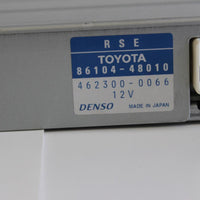 RSE
TOYOTA
86104-48010
462300-0066
12V
DENSO MADE IN JAPAN